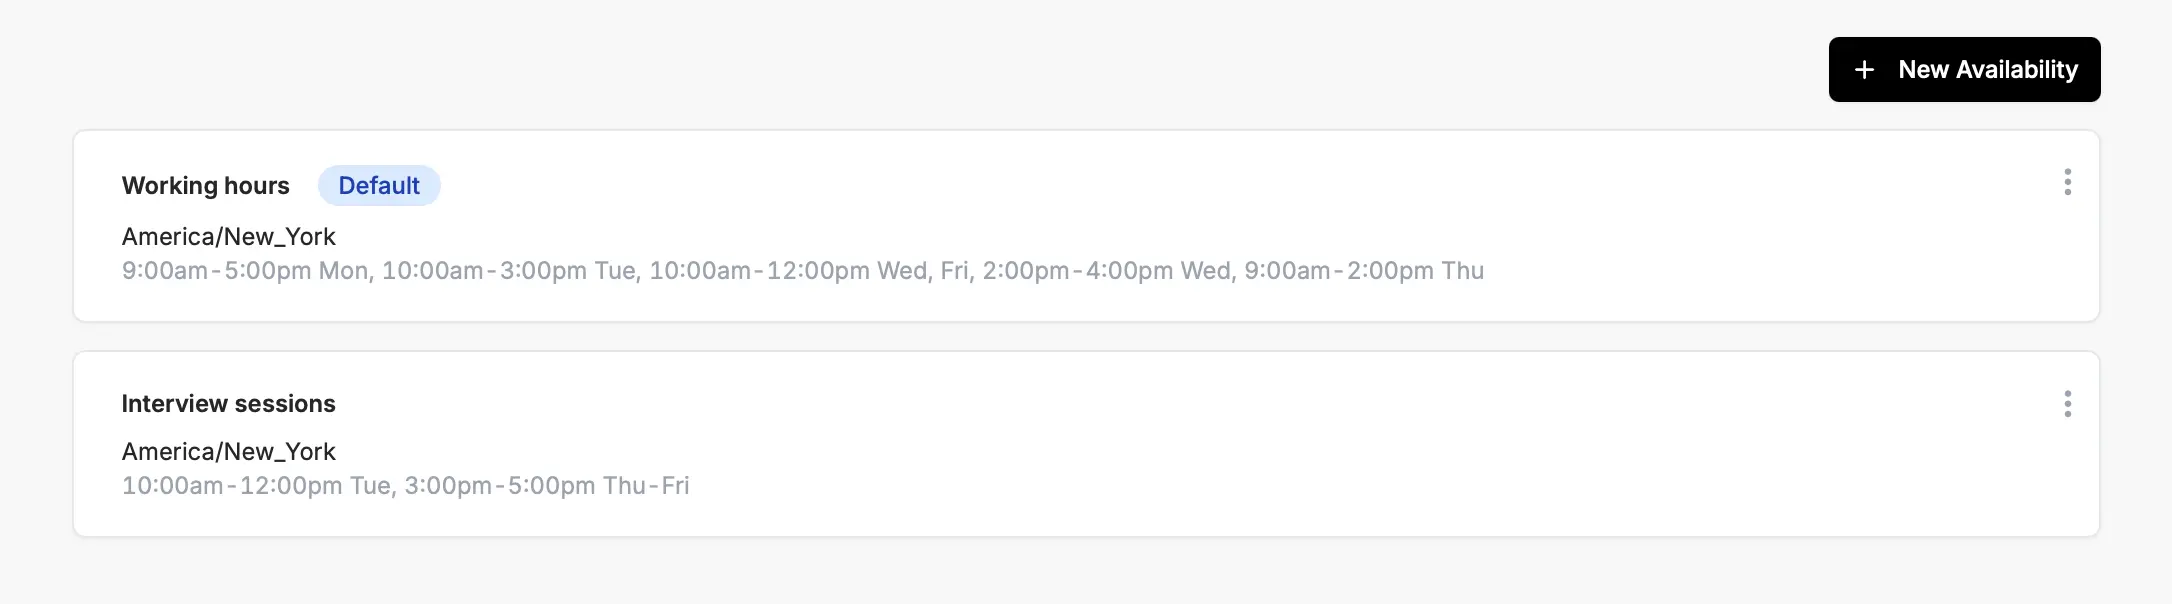 + New Availability
Working hours Default
America/New_York
9:00am-5:00pm Mon, 10:00am-3:00pm Tue, 10:00am-12:00pm Wed, Fri, 2:00pm-4:00pm Wed, 9:00am-2:00pm Thu
Interview sessions
America/New_York
10:00am-12:00pm Tue, 3:00pm-5:00pm Thu-Fri